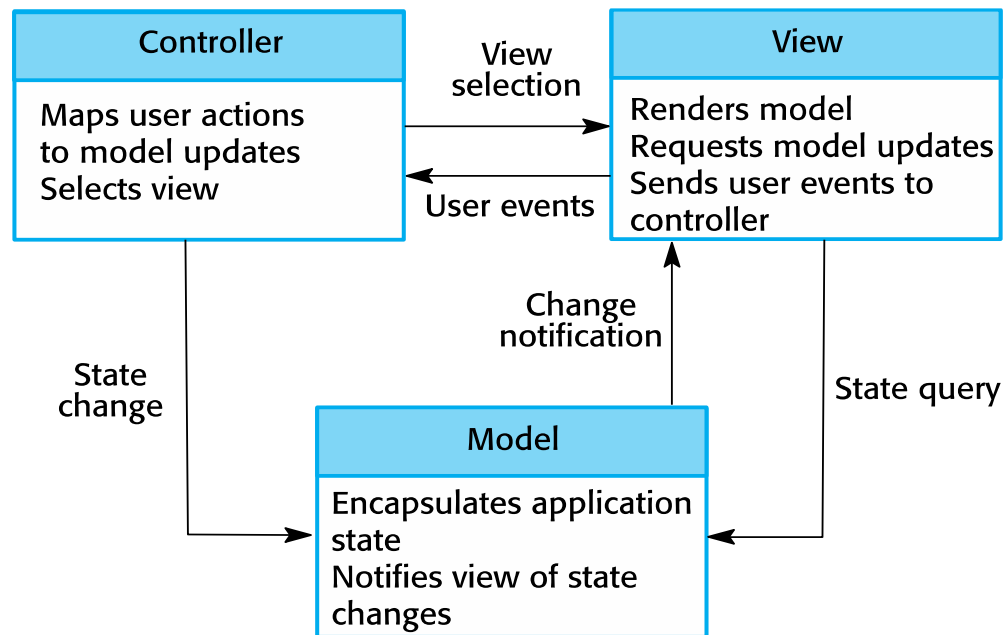 Controller
Maps user actions
to model updates
Selects view
View
selection
User events
View
Renders model
Requests model updates
Sends user events to
controller
State
change
Change
notification
State query
Model
Encapsulates application
state
Notifies view of state
changes